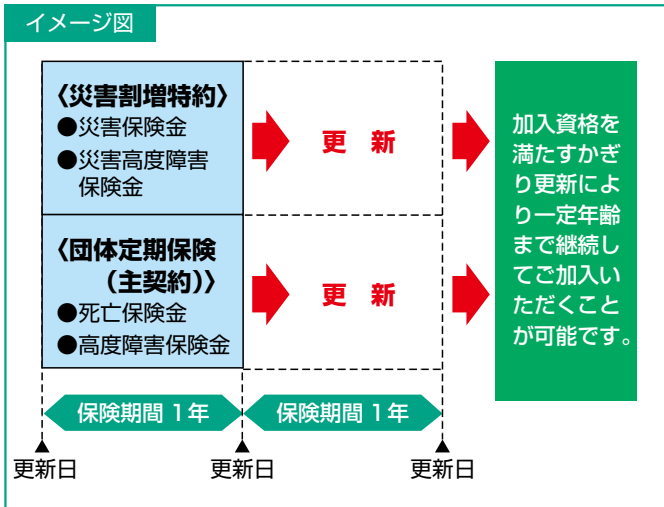 イメージ図
〈災害割増特約〉
●災害保険金
●災害高度障害
保険金
更 新
〈団体定期保険
(主契約)〉
●死亡保険金
●高度障害保険金
更 新
加入資格を
満たすかぎ
り更新によ
り一定年齢
まで継続し
てご加入い
ただくこと
が可能です。
保険期間 1年
保険期間 1年
更新日
更新日
更新日